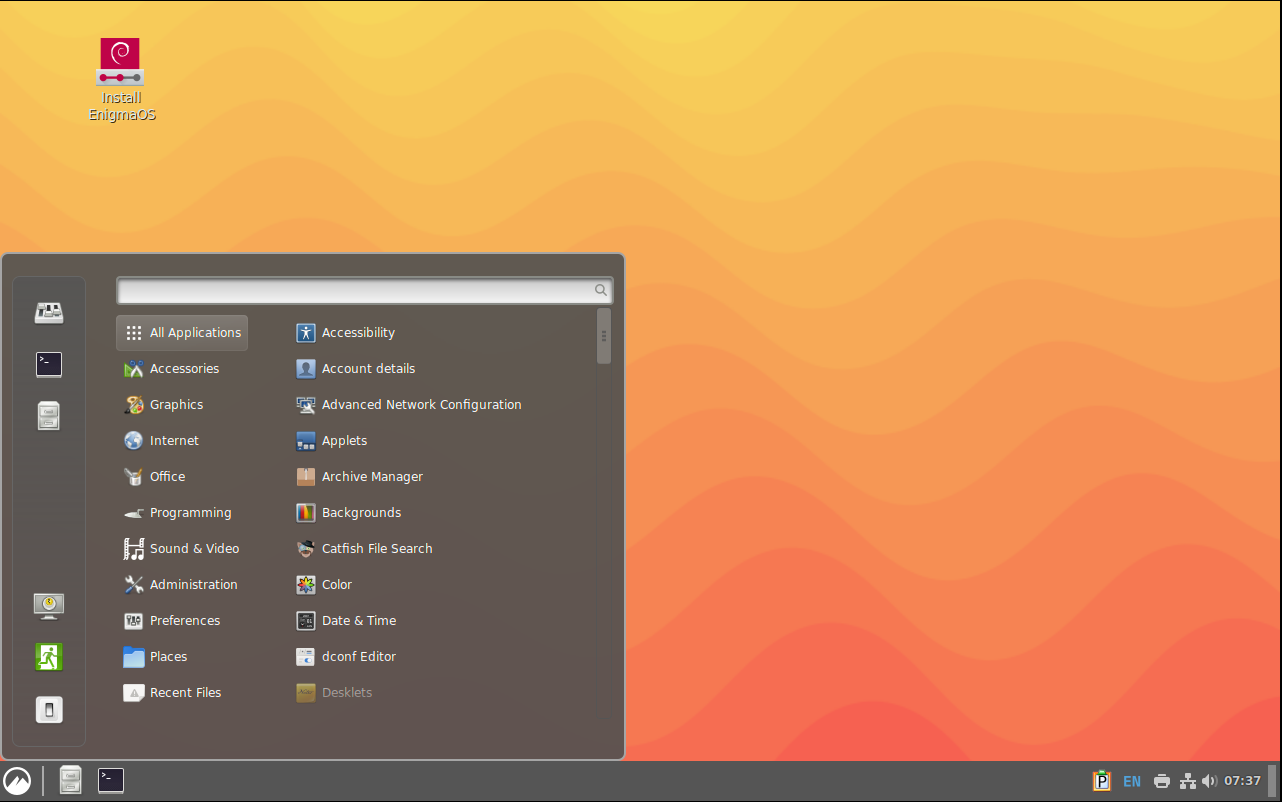 Install
EnigmaOS
All Applications
Accessories
Graphics
Internet
Office
Programming
Sound & Video
Administration
Preferences
Places
Recent Files
Accessibility
Account details
Advanced Network Configuration
Applets
Archive Manager
Backgrounds
Catfish File Search
Color
Date & Time
dconf Editor
Desklets
P
EN
07:37